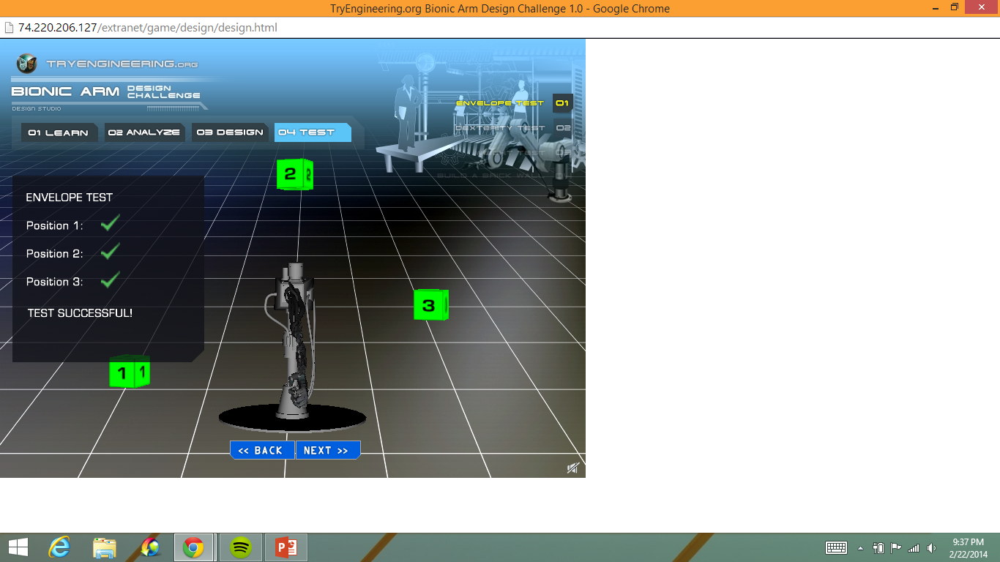 TryEngineering.org Bionic Arm Design Challenge 1.0 - Google Chrome
74.220.206.127/extranet/game/design/design.html
TRYENGINEERING.ORG
BIONIC ARM DESIGN CHALLENGE
DESIGN STUDIO
ENVELOPE TEST 01
DEXTERITY TEST 02
BUILD A BRICK WALL
01 LEARN 02 ANALYZE 03 DESIGN 04 TEST
2 2
ENVELOPE TEST
Position 1:
Position 2:
Position 3:
TEST SUCCESSFUL!
3
1 1
<< BACK NEXT >>
9:37 PM
2/22/2014